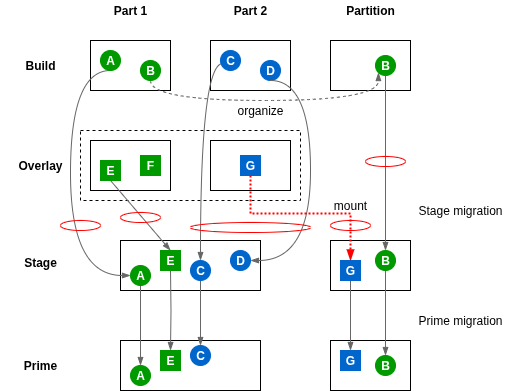 Part 1 Part 2 Partition
Build A B C D B
organize
Overlay E F G
mount
Stage migration
Stage A E C D G B
Prime migration
Prime A E C G B